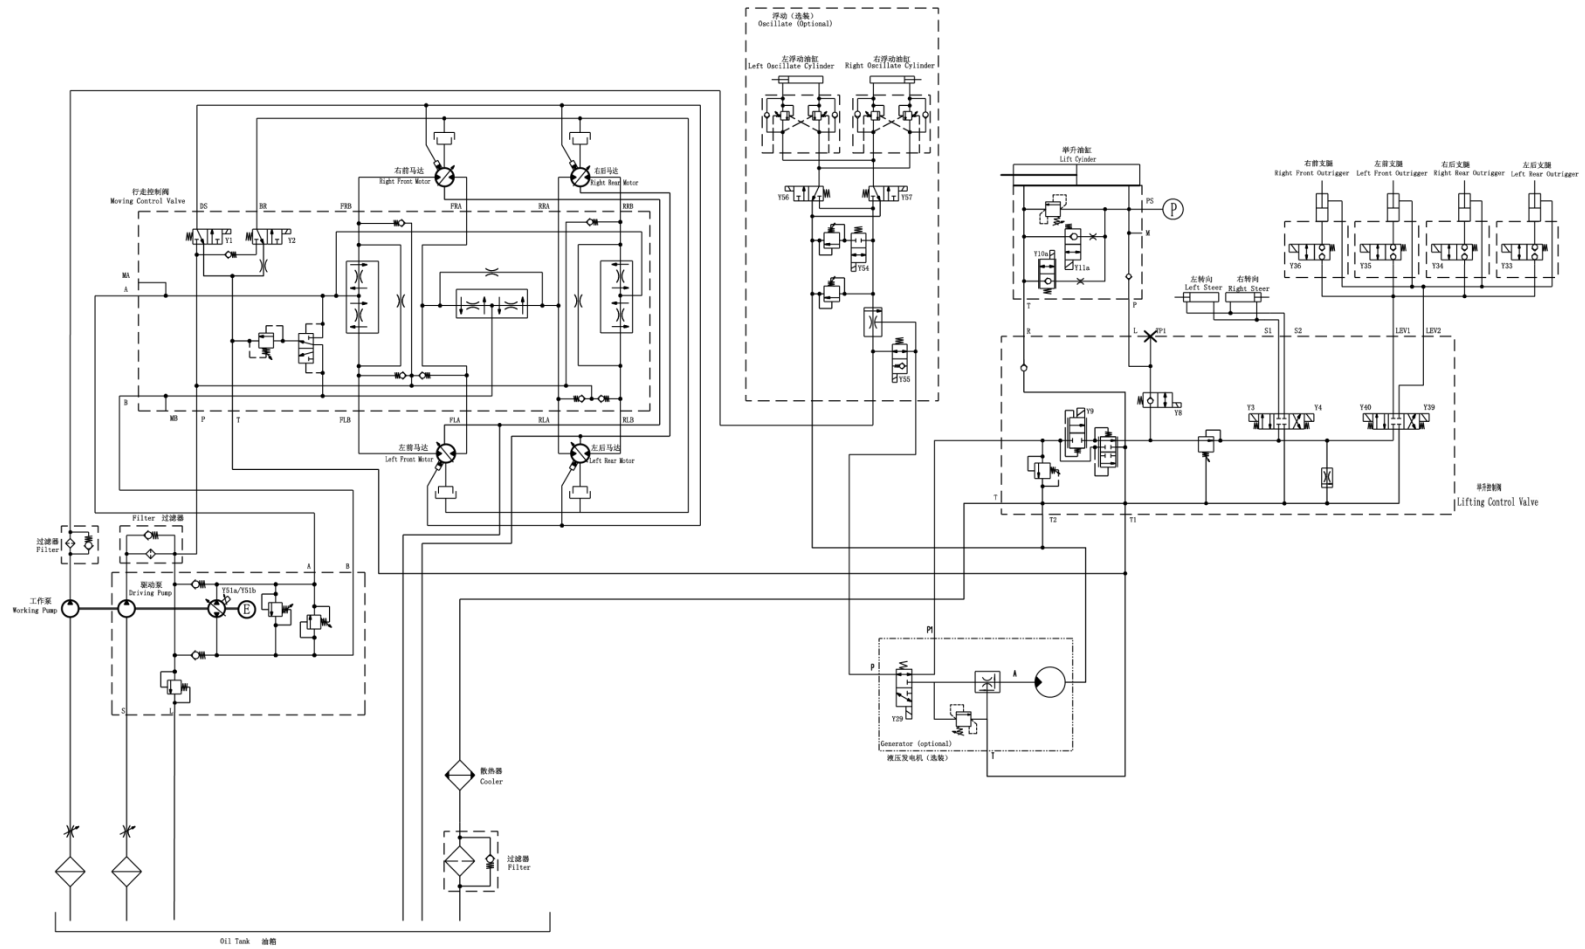 浮动（选装）
Oscillate (Optional)
左浮动油缸
Left Oscillate Cylinder
右浮动油缸
Right Oscillate Cylinder
Y56
Y57
Y54
Y55
举升油缸
Lift Cyinder
PS
P
M
Y10a
Y11a
T
P
右前支腿
Right Front Outrigger
左前支腿
Left Front Outrigger
右后支腿
Right Rear Outrigger
左后支腿
Left Rear Outrigger
Y36
Y35
Y34
Y33
左转向
Left Steer
右转向
Right Steer
R
L
TP1
S1
S2
LEV1
LEV2
Y9
Y8
Y3
Y4
Y40
Y39
T
T2
T1
举升控制阀
Lifting Control Valve
行走控制阀
Moving Control Valve
右前马达
Right Front Motor
右后马达
Right Rear Motor
DS
BR
FRB
FRA
RRA
RRB
Y1
Y2
MA
A
B
MB
P
T
FLB
FLA
RLA
RLB
左前马达
Left Front Motor
左后马达
Left Rear Motor
过滤器
Filter
Filter 过滤器
A
B
驱动泵
Driving Pump
Y51a/Y51b
E
工作泵
Working Pump
S
L
P1
P
A
Y29
Generator (optional)
T
液压发电机（选装）
散热器
Cooler
过滤器
Filter
Oil Tank 油箱